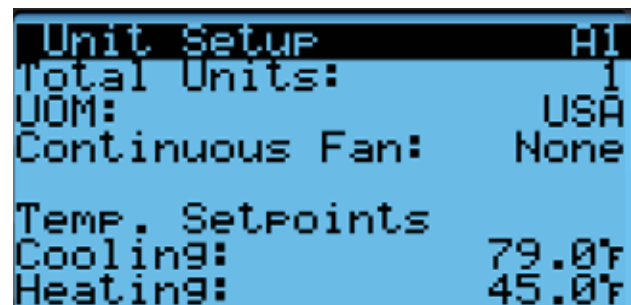 Unit Setup A1
Total Units: 1
UOM: USA
Continuous Fan: None
Temp. Setpoints
Cooling: 79.0°F
Heating: 45.0°F